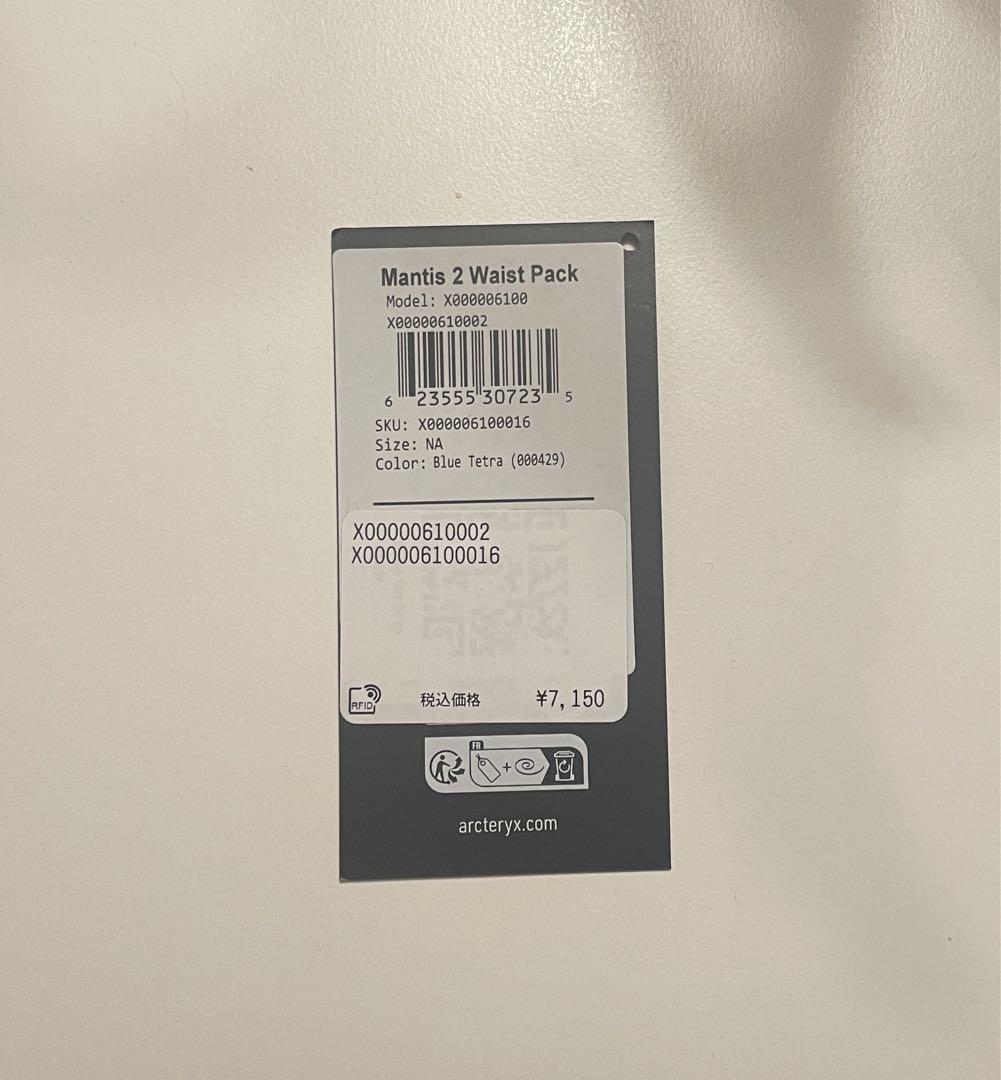 Mantis 2 Waist Pack
Model: X000006100
X00000610002
6 23555 30723 5
SKU: X000006100016
Size: NA
Color: Blue Tetra (000429)
X00000610002
X000006100016
RFID 税込価格 ¥7,150
FR
+
arcteryx.com